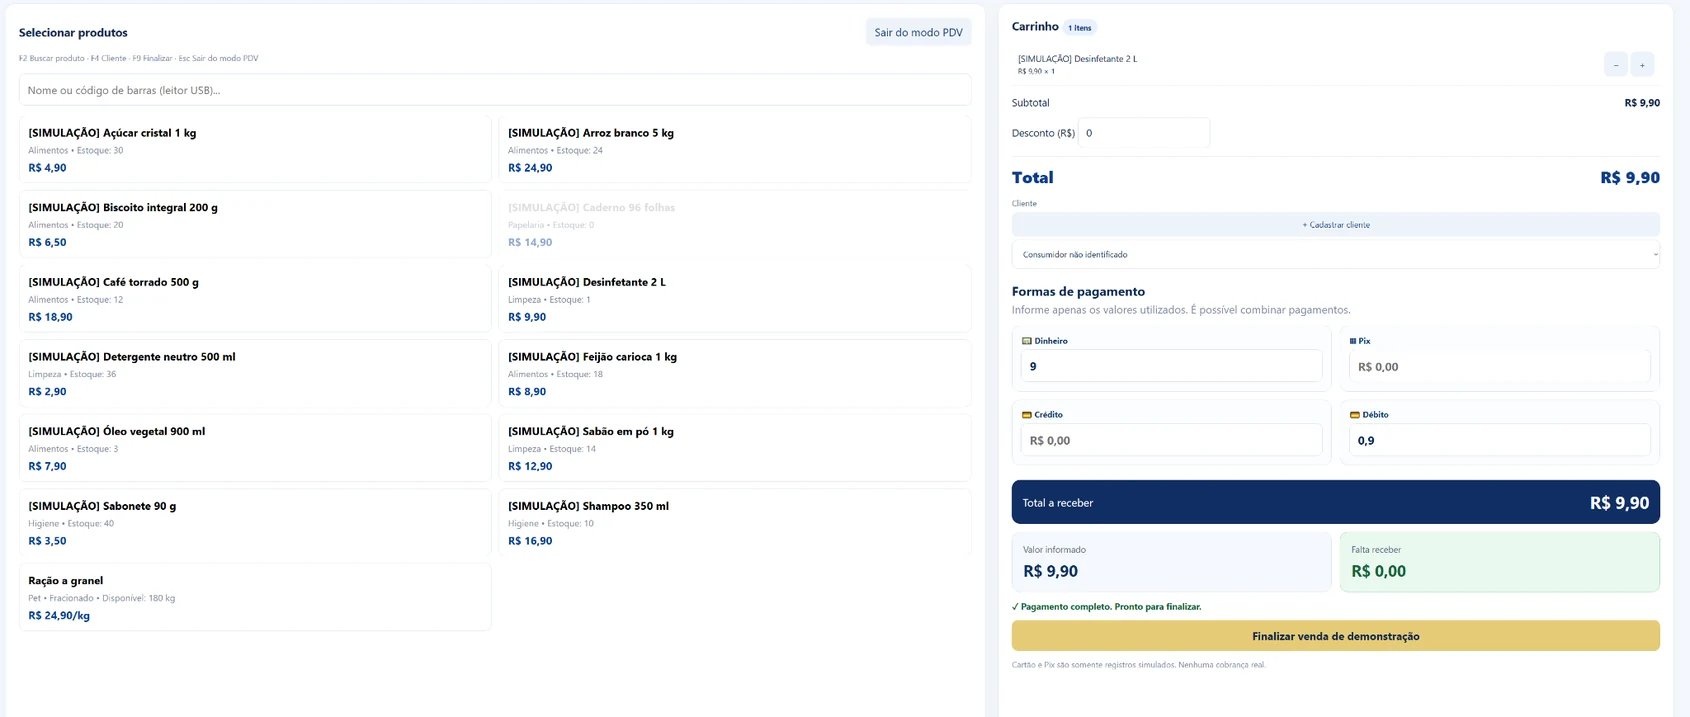 Selecionar produtos
Sair do modo PDV
F2 Buscar produto · F4 Cliente · F9 Finalizar · Esc Sair do modo PDV
Nome ou código de barras (leitor USB)...
[SIMULAÇÃO] Açúcar cristal 1 kg
Alimentos • Estoque: 30
R$ 4,90
[SIMULAÇÃO] Arroz branco 5 kg
Alimentos • Estoque: 24
R$ 24,90
[SIMULAÇÃO] Biscoito integral 200 g
Alimentos • Estoque: 20
R$ 6,50
[SIMULAÇÃO] Caderno 96 folhas
Papelaria • Estoque: 0
R$ 14,90
[SIMULAÇÃO] Café torrado 500 g
Alimentos • Estoque: 12
R$ 18,90
[SIMULAÇÃO] Desinfetante 2 L
Limpeza • Estoque: 1
R$ 9,90
[SIMULAÇÃO] Detergente neutro 500 ml
Limpeza • Estoque: 36
R$ 2,90
[SIMULAÇÃO] Feijão carioca 1 kg
Alimentos • Estoque: 18
R$ 8,90
[SIMULAÇÃO] Óleo vegetal 900 ml
Alimentos • Estoque: 3
R$ 7,90
[SIMULAÇÃO] Sabão em pó 1 kg
Limpeza • Estoque: 14
R$ 12,90
[SIMULAÇÃO] Sabonete 90 g
Higiene • Estoque: 40
R$ 3,50
[SIMULAÇÃO] Shampoo 350 ml
Higiene • Estoque: 10
R$ 16,90
Ração a granel
Pet • Fracionado • Disponível: 180 kg
R$ 24,90/kg
Carrinho 1 itens
[SIMULAÇÃO] Desinfetante 2 L
R$ 9,90 × 1
− +
Subtotal R$ 9,90
Desconto (R$) 0
Total R$ 9,90
Cliente
+ Cadastrar cliente
Consumidor não identificado
Formas de pagamento
Informe apenas os valores utilizados. É possível combinar pagamentos.
Dinheiro
9
Pix
R$ 0,00
Crédito
R$ 0,00
Débito
0,9
Total a receber R$ 9,90
Valor informado
R$ 9,90
Falta receber
R$ 0,00
✓ Pagamento completo. Pronto para finalizar.
Finalizar venda de demonstração
Cartão e Pix são somente registros simulados. Nenhuma cobrança real.